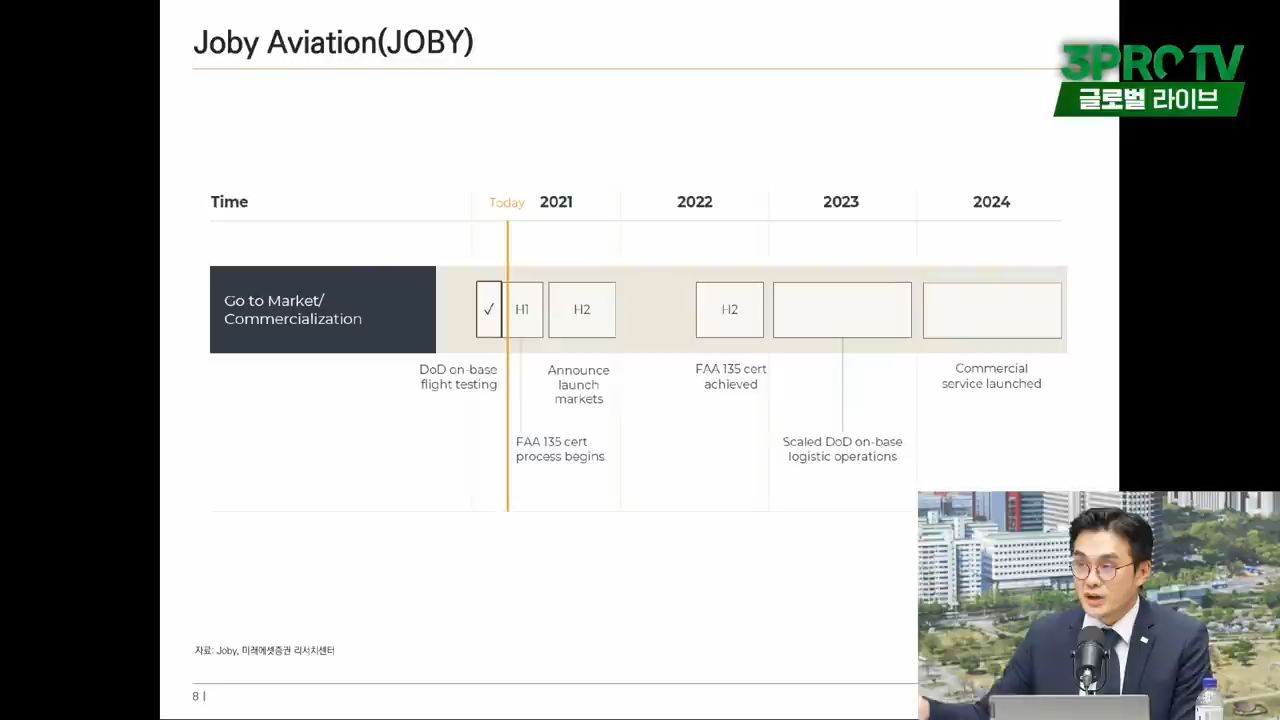 Joby Aviation(JOBY)
3PRO TV
글로벌 라이브
Time
Today
2021
2022
2023
2024
Go to Market/
Commercialization
✓
H1
H2
H2
DoD on-base
flight testing
Announce
launch
markets
FAA 135 cert
achieved
Commercial
service launched
FAA 135 cert
process begins
Scaled DoD on-base
logistic operations
자료: Joby, 미래에셋증권 리서치센터
8 |